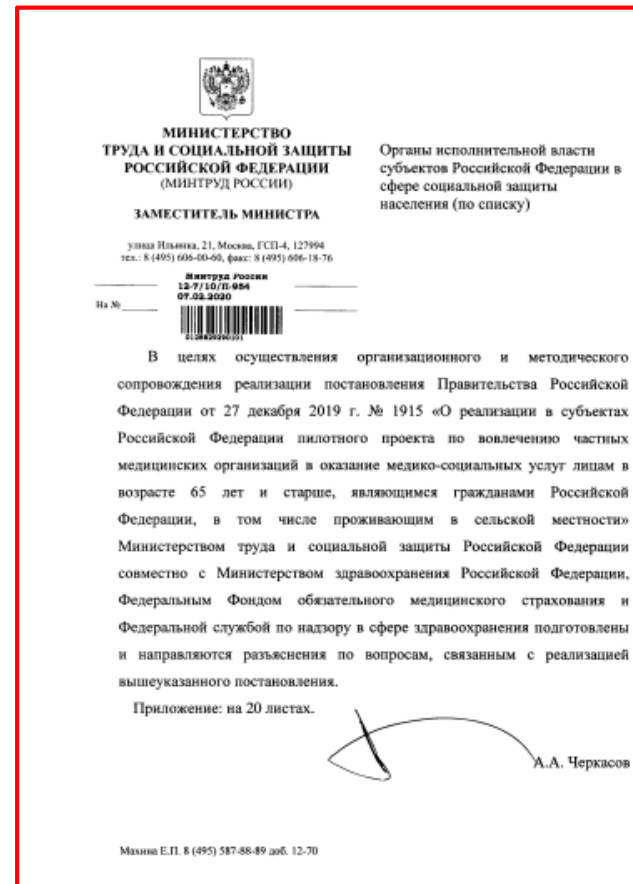 МИНИСТЕРСТВО
ТРУДА И СОЦИАЛЬНОЙ ЗАЩИТЫ
РОССИЙСКОЙ ФЕДЕРАЦИИ
(МИНТРУД РОССИИ)
ЗАМЕСТИТЕЛЬ МИНИСТРА
улица Ильинка, 21, Москва, ГСП-4, 127994
тел.: 8 (495) 606-00-60, факс: 8 (495) 606-18-76
Минтруд России
12-7/10/П-984
07.02.2020
На №
Органы исполнительной власти
субъектов Российской Федерации в
сфере социальной защиты
населения (по списку)
В целях осуществления организационного и методического
сопровождения реализации постановления Правительства Российской
Федерации от 27 декабря 2019 г. № 1915 «О реализации в субъектах
Российской Федерации пилотного проекта по вовлечению частных
медицинских организаций в оказание медико-социальных услуг лицам в
возрасте 65 лет и старше, являющимся гражданами Российской
Федерации, в том числе проживающим в сельской местности»
Министерством труда и социальной защиты Российской Федерации
совместно с Министерством здравоохранения Российской Федерации,
Федеральным Фондом обязательного медицинского страхования и
Федеральной службой по надзору в сфере здравоохранения подготовлены
и направляются разъяснения по вопросам, связанным с реализацией
вышеуказанного постановления.
Приложение: на 20 листах.
А.А. Черкасов
Махина Е.П. 8 (495) 587-88-89 доб. 12-70